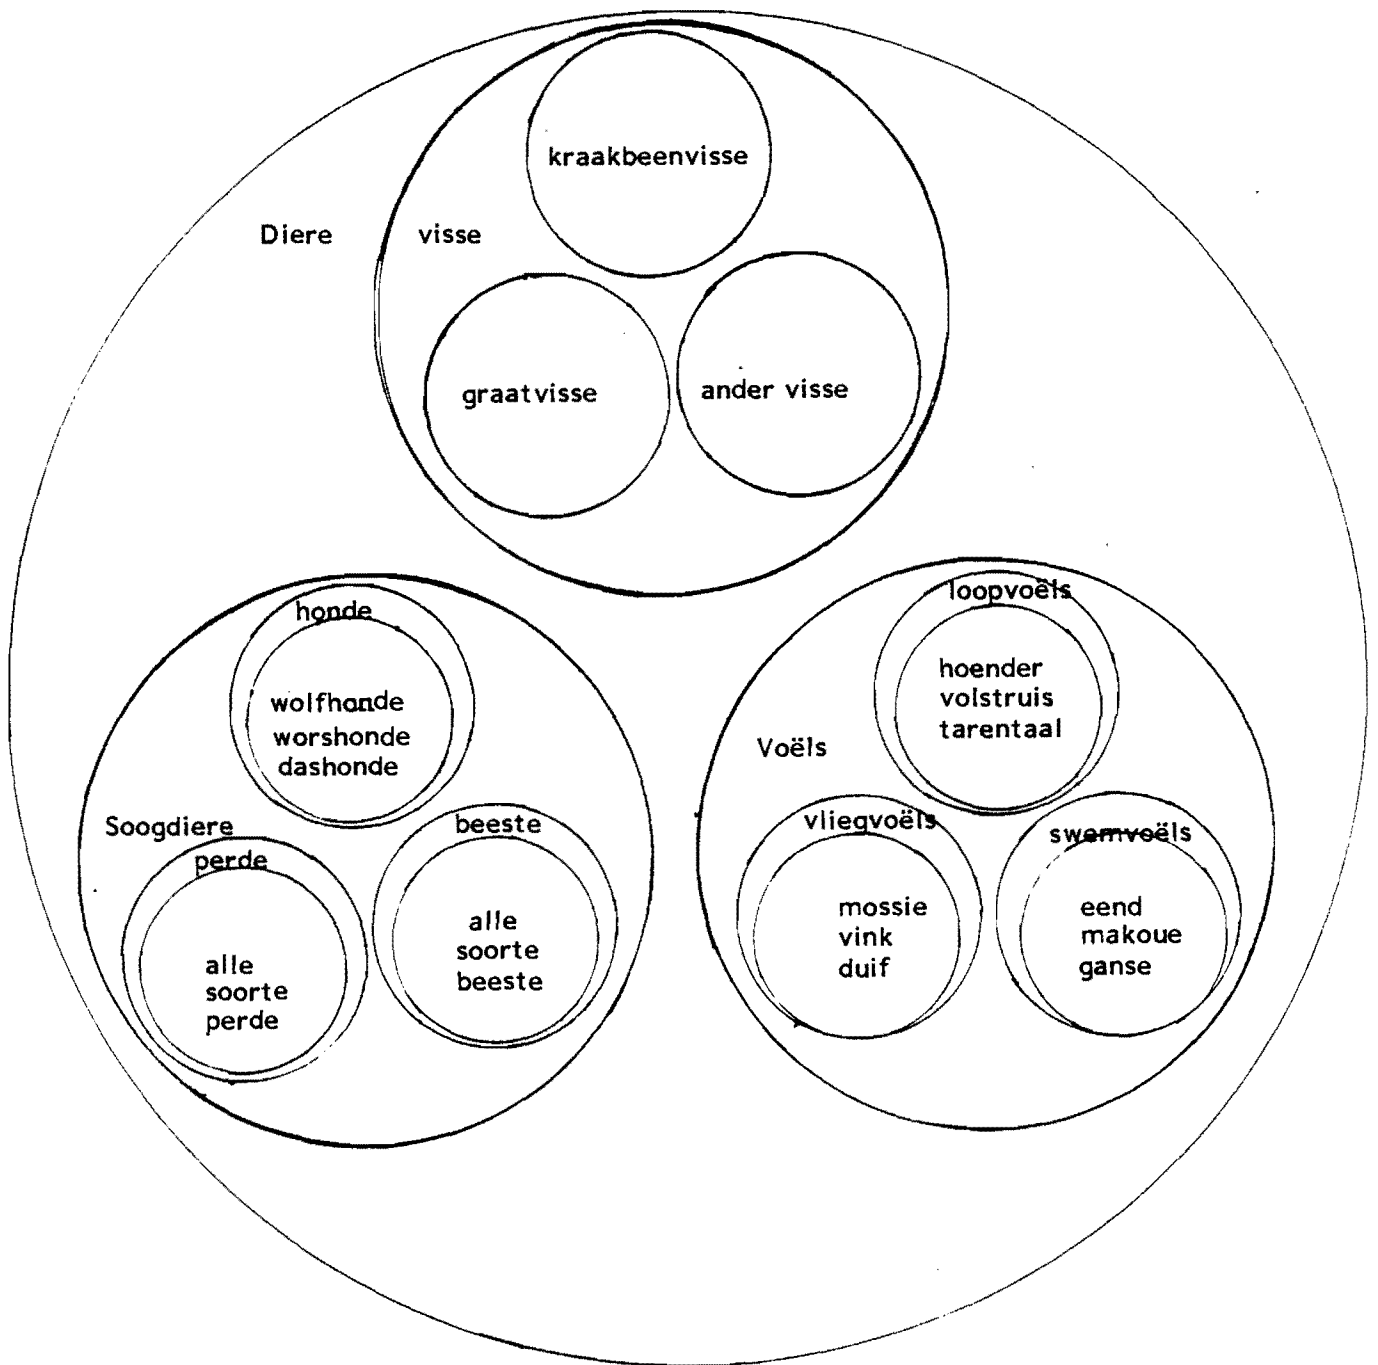 kraakbeenvisse
Diere
visse
graatvisse
ander visse
honde
wolfhonde
worshonde
dashonde
Soogdiere
perde
alle
soorte
perde
beeste
alle
soorte
beeste
loopvoëls
hoender
volstruis
tarentaal
Voëls
vliegvoëls
mossie
vink
duif
swemvoëls
eend
makoue
ganse